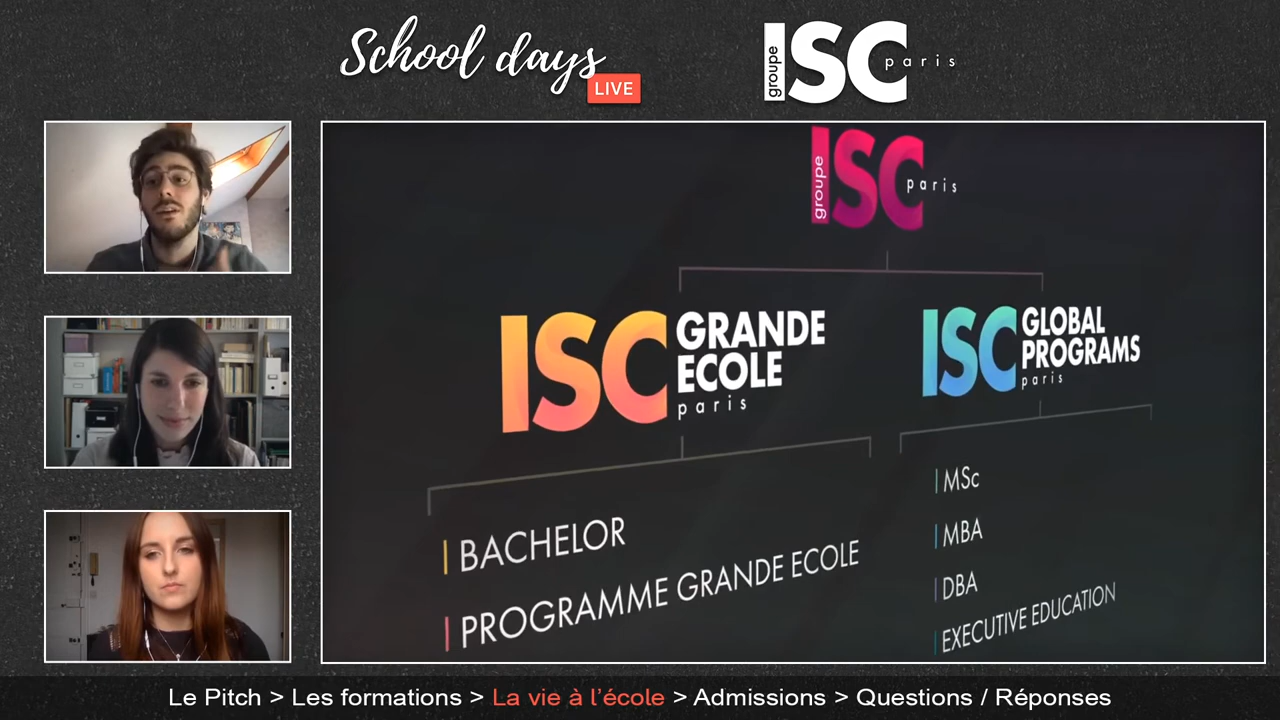 School days
LIVE
groupe ISC paris
groupe ISC paris
ISC GRANDE ECOLE paris
ISC GLOBAL PROGRAMS paris
BACHELOR
PROGRAMME GRANDE ECOLE
MSc
MBA
DBA
EXECUTIVE EDUCATION
Le Pitch > Les formations > La vie à l'école > Admissions > Questions / Réponses